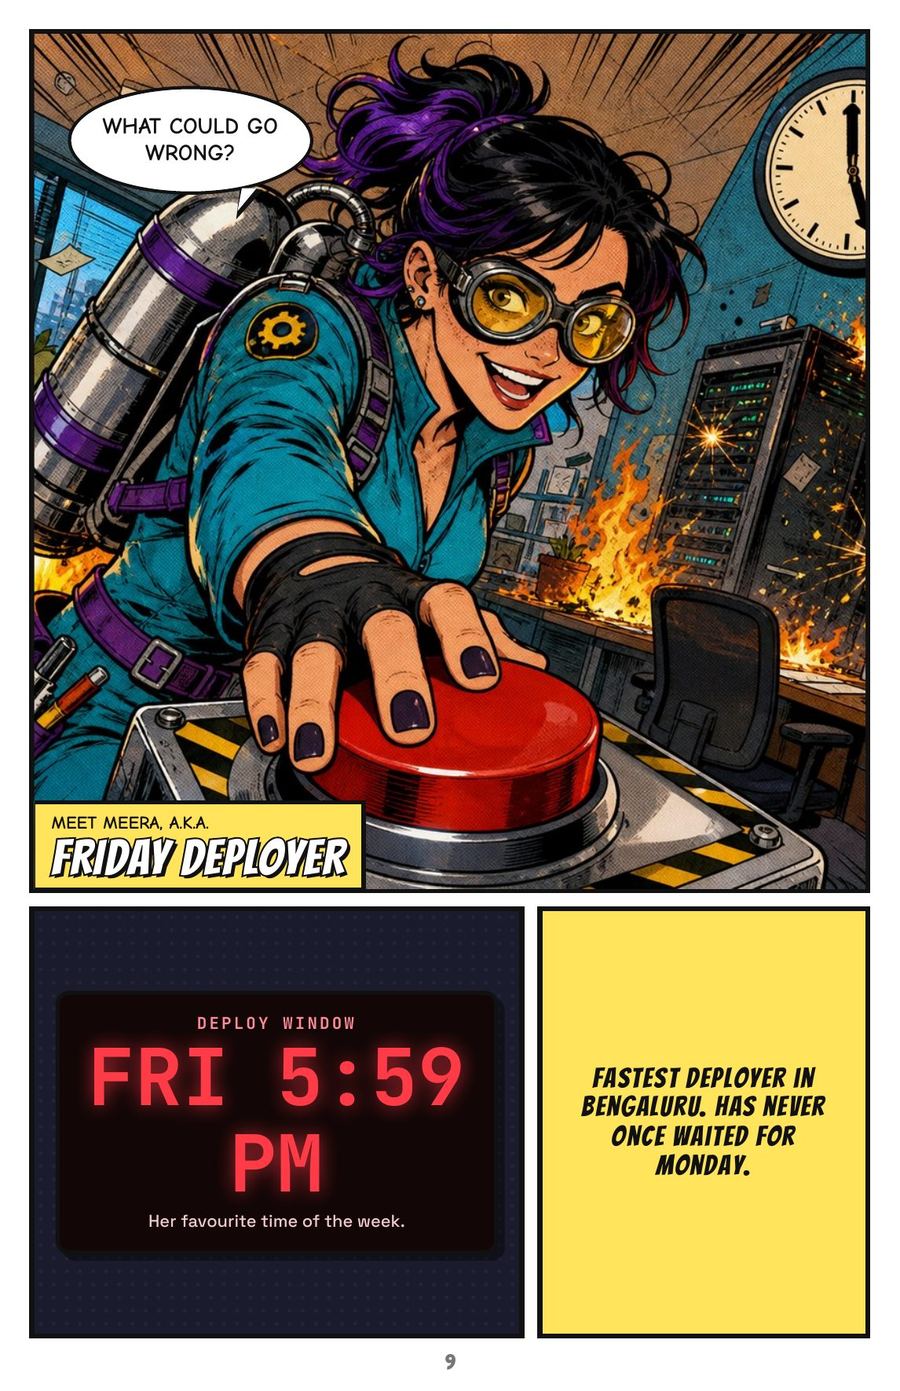 WHAT COULD GO
WRONG?
MEET MEERA, A.K.A.
FRIDAY DEPLOYER
DEPLOY WINDOW
FRI 5:59
PM
Her favourite time of the week.
FASTEST DEPLOYER IN
BENGALURU. HAS NEVER
ONCE WAITED FOR
MONDAY.
9